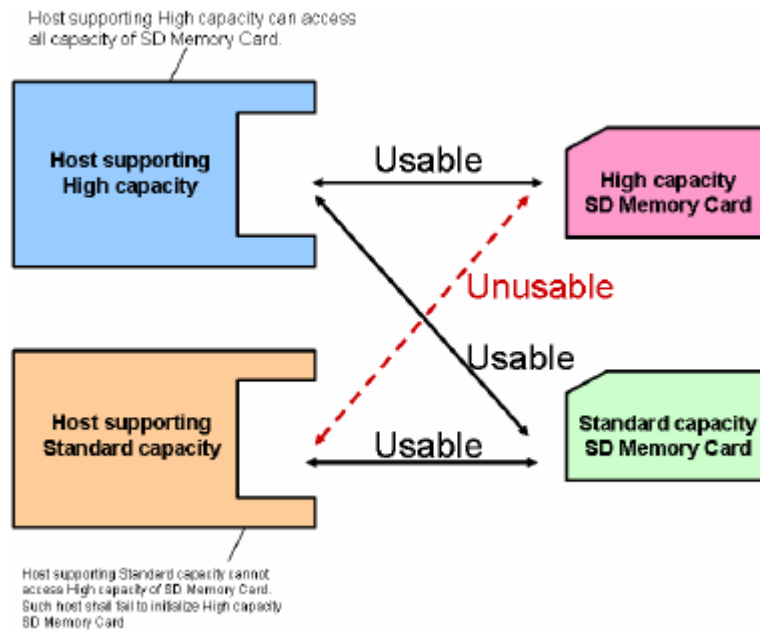 Host supporting High capacity can access
all capacity of SD Memory Card.
Host supporting
High capacity
Usable
High capacity
SD Memory Card
Unusable
Usable
Host supporting
Standard capacity
Usable
Standard capacity
SD Memory Card
Host supporting Standard capacity cannot
access High capacity of SD Memory Card.
Such host shall fail to initialize High capacity
SD Memory Card